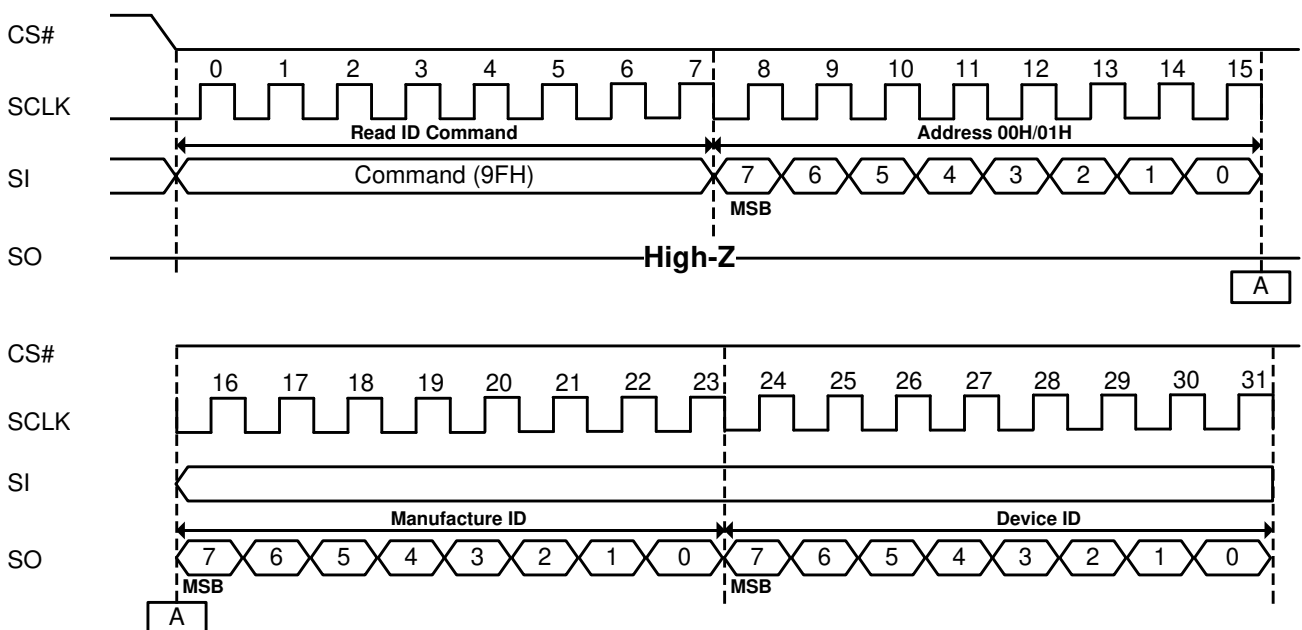 CS#
0 1 2 3 4 5 6 7 8 9 10 11 12 13 14 15
SCLK
Read ID Command Address 00H/01H
SI Command (9FH) 7 6 5 4 3 2 1 0
MSB
SO High-Z
A
CS#
16 17 18 19 20 21 22 23 24 25 26 27 28 29 30 31
SCLK
SI
Manufacture ID Device ID
SO 7 6 5 4 3 2 1 0 7 6 5 4 3 2 1 0
MSB MSB
A